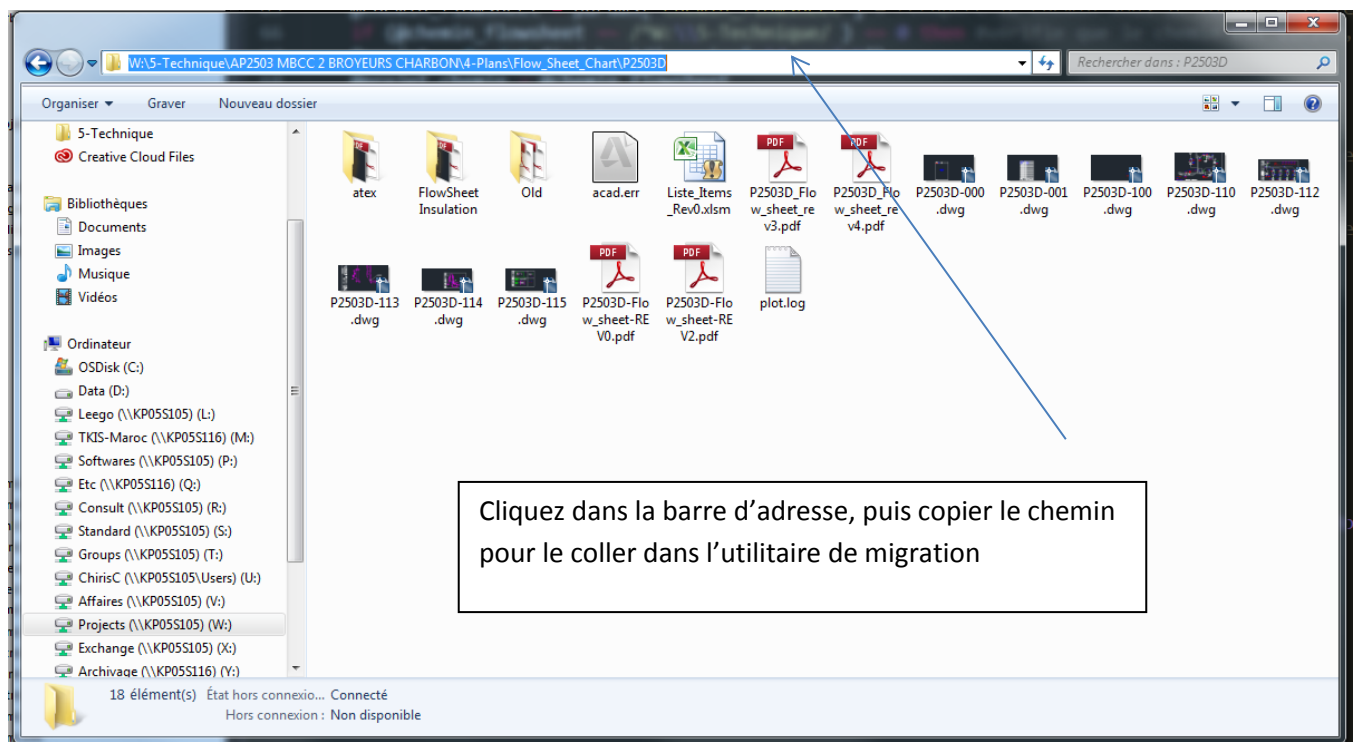 W:\5-Technique\AP2503 MBCC 2 BROYEURS CHARBON\4-Plans\Flow_Sheet_Chart\P2503D
Rechercher dans : P2503D
Organiser
Graver
Nouveau dossier
5-Technique
Creative Cloud Files
Bibliothèques
Documents
Images
Musique
Vidéos
Ordinateur
OSDisk (C:)
Data (D:)
Leego (\\KP05S105) (L:)
TKIS-Maroc (\\KP05S116) (M:)
Softwares (\\KP05S105) (P:)
Etc (\\KP05S116) (Q:)
Consult (\\KP05S105) (R:)
Standard (\\KP05S105) (S:)
Groups (\\KP05S105) (T:)
ChirisC (\\KP05S105\Users) (U:)
Affaires (\\KP05S105) (V:)
Projects (\\KP05S105) (W:)
Exchange (\\KP05S105) (X:)
Archivage (\\KP05S116) (Y:)
atex
FlowSheet
Insulation
Old
acad.err
Liste_Items
_Rev0.xlsm
PDF
P2503D_Flo
w_sheet_re
v3.pdf
PDF
P2503D_Flo
w_sheet_re
v4.pdf
P2503D-000
.dwg
P2503D-001
.dwg
P2503D-100
.dwg
P2503D-110
.dwg
P2503D-112
.dwg
P2503D-113
.dwg
P2503D-114
.dwg
P2503D-115
.dwg
PDF
P2503D-Flo
w_sheet-RE
V0.pdf
PDF
P2503D-Flo
w_sheet-RE
V2.pdf
plot.log
Cliquez dans la barre d’adresse, puis copier le chemin
pour le coller dans l’utilitaire de migration
18 élément(s) État hors connexio... Connecté
Hors connexion : Non disponible